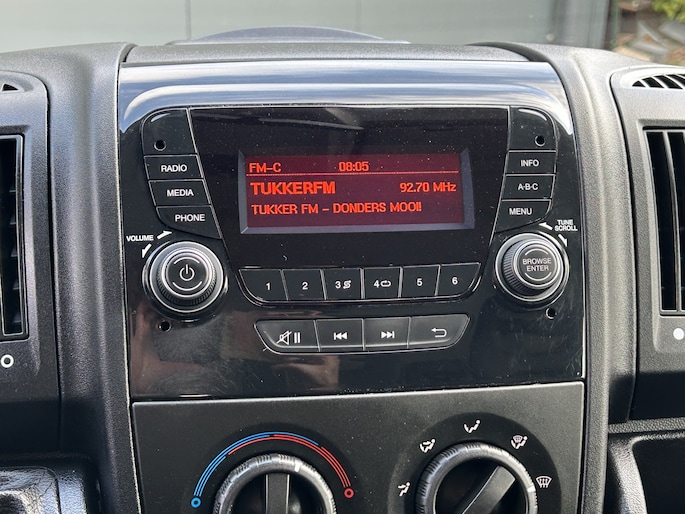 FM-C 08:05
TUKKERFM 92.70 MHz
TUKKER FM - DONDERS MOOI!
RADIO
MEDIA
PHONE
INFO
A-B-C
MENU
VOLUME
TUNE
SCROLL
BROWSE
ENTER
1 2 3 4 5 6